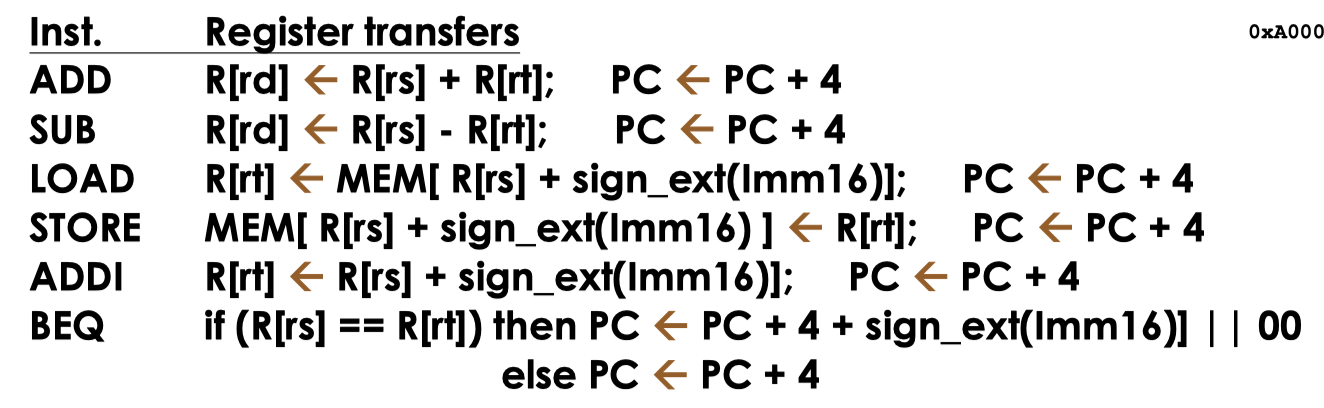 Inst. Register transfers 0xA000
ADD R[rd] ← R[rs] + R[rt]; PC ← PC + 4
SUB R[rd] ← R[rs] - R[rt]; PC ← PC + 4
LOAD R[rt] ← MEM[ R[rs] + sign_ext(Imm16)]; PC ← PC + 4
STORE MEM[ R[rs] + sign_ext(Imm16) ] ← R[rt]; PC ← PC + 4
ADDI R[rt] ← R[rs] + sign_ext(Imm16)]; PC ← PC + 4
BEQ if (R[rs] == R[rt]) then PC ← PC + 4 + sign_ext(Imm16)] || 00
else PC ← PC + 4